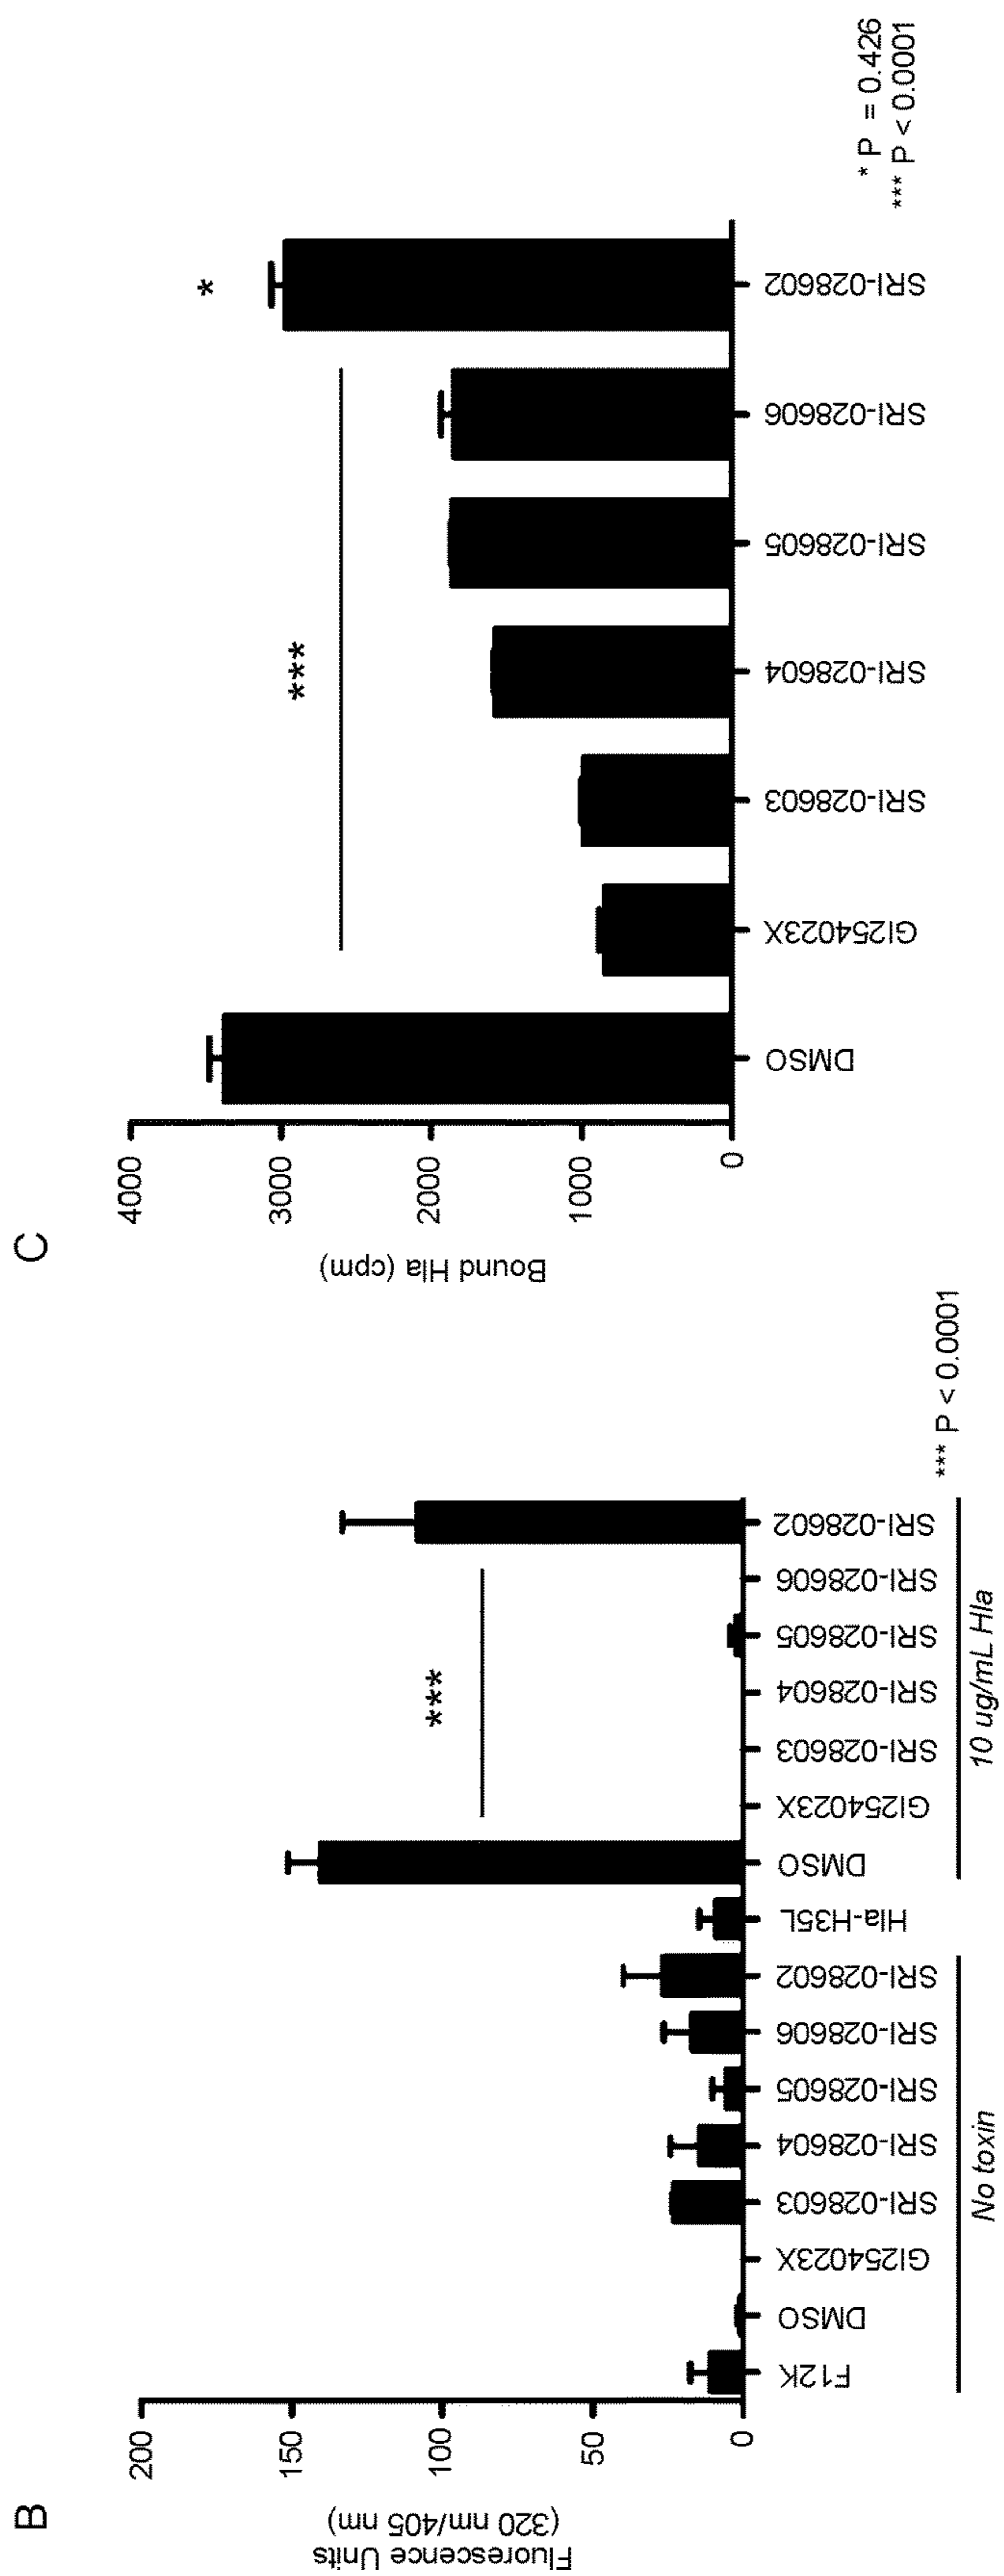 B
Fluorescence Units
(320 nm/405 nm)
200
150
100
50
0
F12K
DMSO
GI254023X
SRI-028603
SRI-028604
SRI-028605
SRI-028606
SRI-028602
Hla-H35L
DMSO
GI254023X
SRI-028603
SRI-028604
SRI-028605
SRI-028606
SRI-028602
No toxin
10 ug/mL Hla
***
*** P < 0.0001
C
Bound Hla (cpm)
4000
3000
2000
1000
0
DMSO
GI254023X
SRI-028603
SRI-028604
SRI-028605
SRI-028606
SRI-028602
***
*
* P = 0.426
*** P < 0.0001